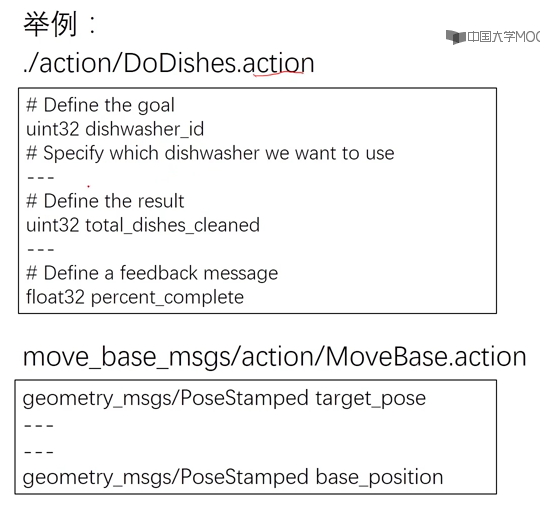 举例：
中国大学MOO
./action/DoDishes.action
# Define the goal
uint32 dishwasher_id
# Specify which dishwasher we want to use
---
# Define the result
uint32 total_dishes_cleaned
---
# Define a feedback message
float32 percent_complete
move_base_msgs/action/MoveBase.action
geometry_msgs/PoseStamped target_pose
---
---
geometry_msgs/PoseStamped base_position